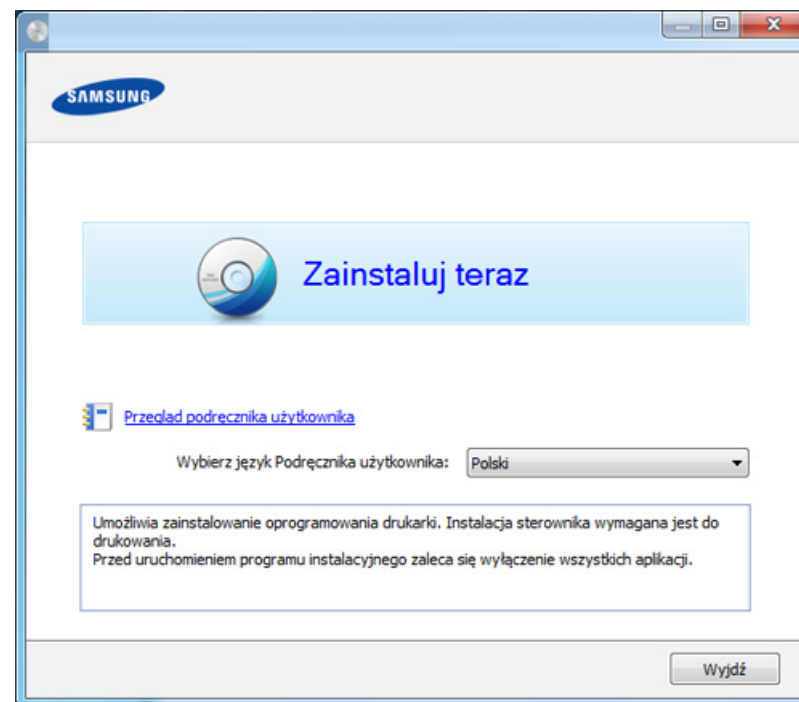 SAMSUNG
Zainstaluj teraz
Przegląd podręcznika użytkownika
Wybierz język Podręcznika użytkownika:
Polski
Umożliwia zainstalowanie oprogramowania drukarki. Instalacja sterownika wymagana jest do
drukowania.
Przed uruchomieniem programu instalacyjnego zaleca się wyłączenie wszystkich aplikacji.
Wyjdź